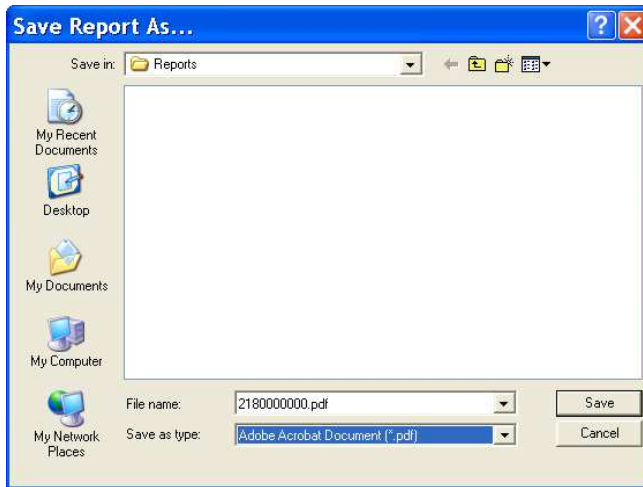 Save Report As...
Save in:
Reports
My Recent
Documents
Desktop
My Documents
My Computer
My Network
Places
File name:
2180000000.pdf
Save
Save as type:
Adobe Acrobat Document (*.pdf)
Cancel